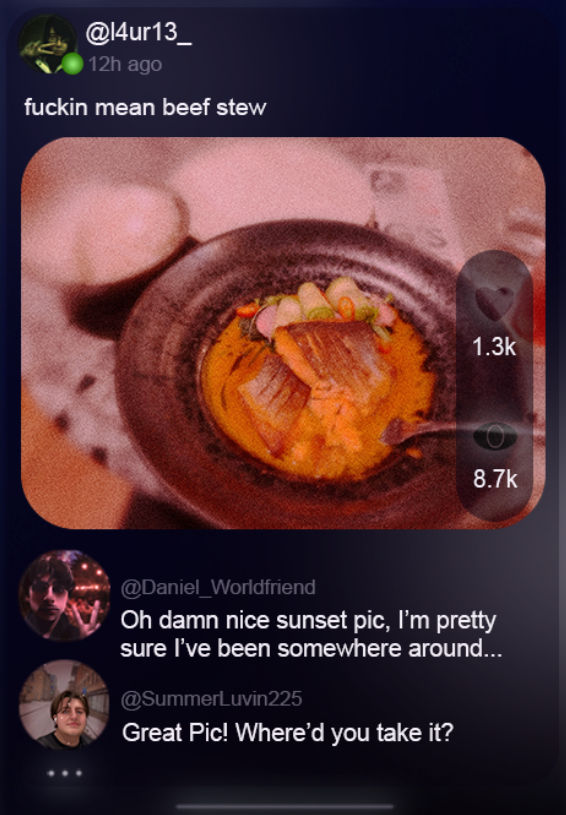 @l4ur13_
12h ago
fuckin mean beef stew
1.3k
8.7k
@Daniel_Worldfriend
Oh damn nice sunset pic, I’m pretty
sure I’ve been somewhere around...
@SummerLuvin225
Great Pic! Where’d you take it?